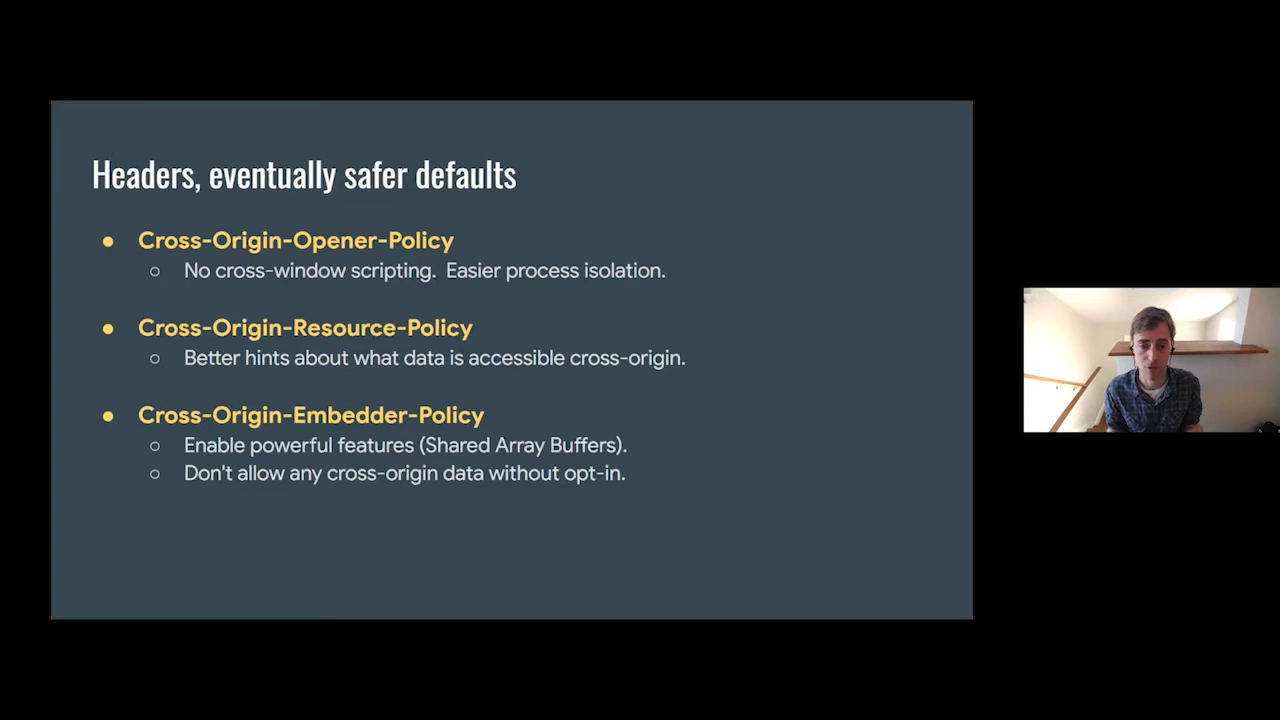 Headers, eventually safer defaults
● Cross-Origin-Opener-Policy
○ No cross-window scripting. Easier process isolation.
● Cross-Origin-Resource-Policy
○ Better hints about what data is accessible cross-origin.
● Cross-Origin-Embedder-Policy
○ Enable powerful features (Shared Array Buffers).
○ Don't allow any cross-origin data without opt-in.